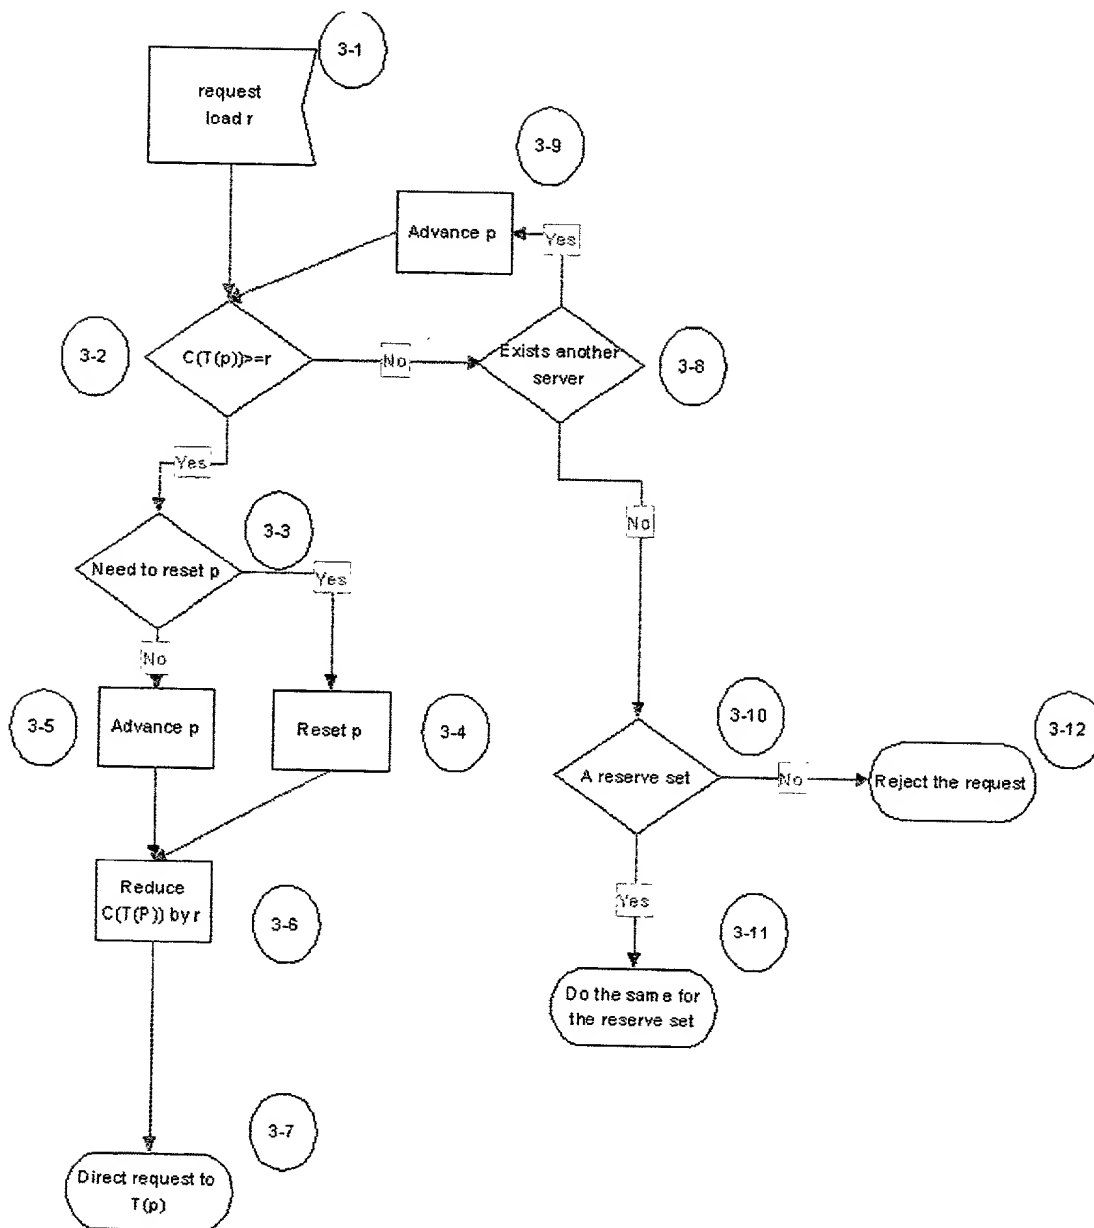 3-1
request
load r
3-9
Advance p
Yes
3-2
C(T(p))>=r
No
Exists another
server
3-8
Yes
3-3
No
Need to reset p
Yes
No
3-5
Advance p
Reset p
3-4
3-10
3-12
A reserve set
No
Reject the request
Reduce
C(T(P)) by r
3-6
Yes
3-11
Do the same for
the reserve set
3-7
Direct request to
T(p)